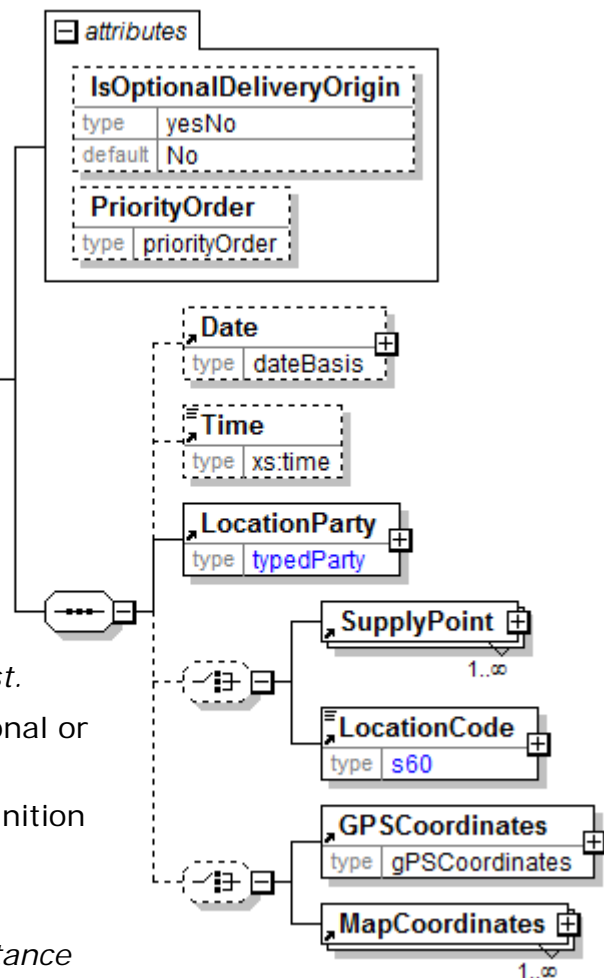 attributes
IsOptionalDeliveryOrigin
type yesNo
default No
PriorityOrder
type priorityOrder
Date
type dateBasis
Time
type xs:time
LocationParty
type typedParty
SupplyPoint
1..∞
st.
LocationCode
type s60
onal or
nition
GPSCoordinates
type gPSCoordinates
MapCoordinates
1..∞
tance